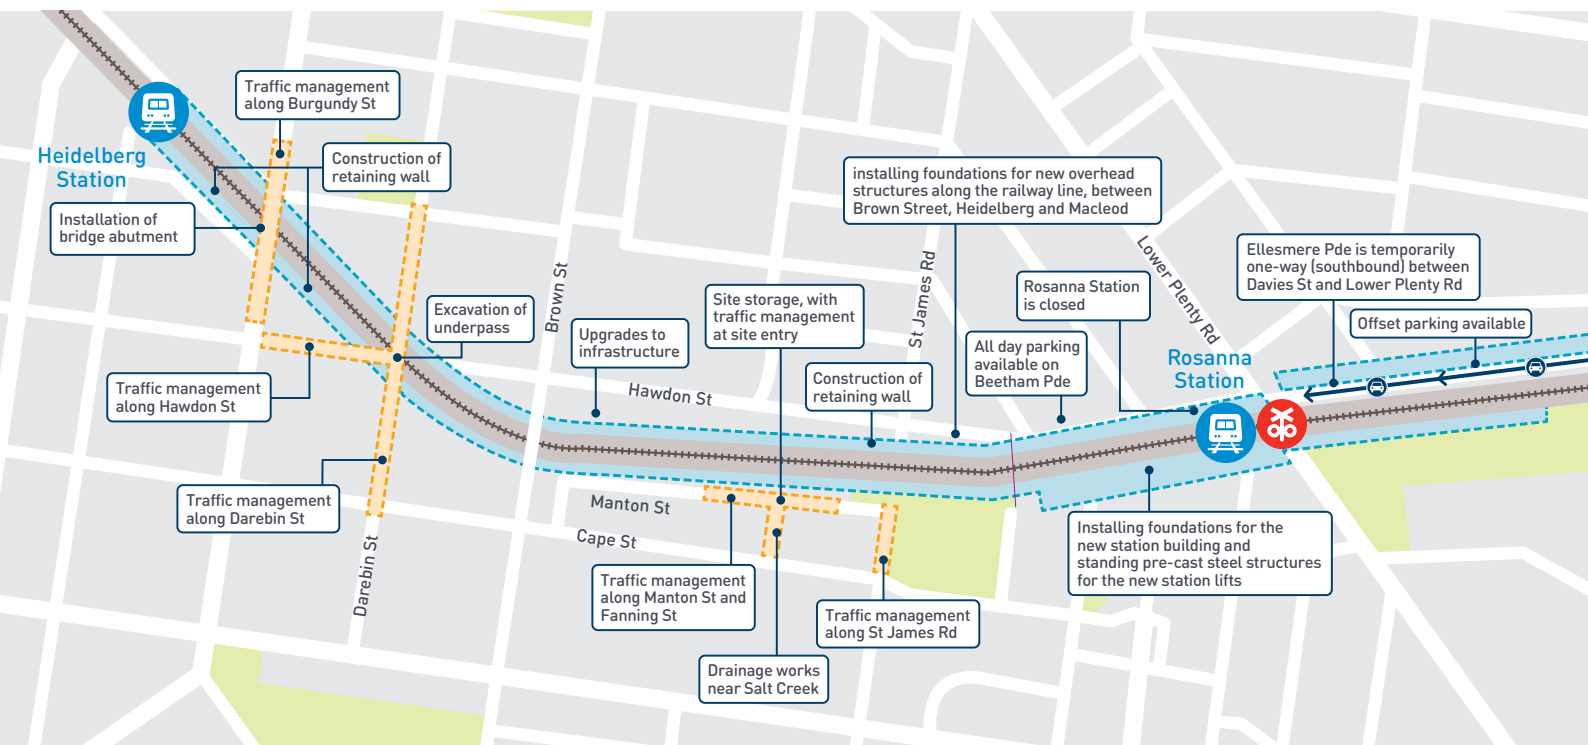 Traffic management
along Burgundy St
Heidelberg
Station
Construction of
retaining wall
Installation of
bridge abutment
Excavation of
underpass
Traffic management
along Hawdon St
Traffic management
along Darebin St
Darebin St
Brown St
Upgrades to
infrastructure
Hawdon St
Site storage, with
traffic management
at site entry
Construction of
retaining wall
installing foundations for new overhead
structures along the railway line, between
Brown Street, Heidelberg and Macleod
St James Rd
All day parking
available on
Beetham Pde
Rosanna Station
is closed
Lower Plenty Rd
Rosanna
Station
Ellesmere Pde is temporarily
one-way (southbound) between
Davies St and Lower Plenty Rd
Offset parking available
Manton St
Cape St
Traffic management
along Manton St and
Fanning St
Drainage works
near Salt Creek
Traffic management
along St James Rd
Installing foundations for the
new station building and
standing pre-cast steel structures
for the new station lifts